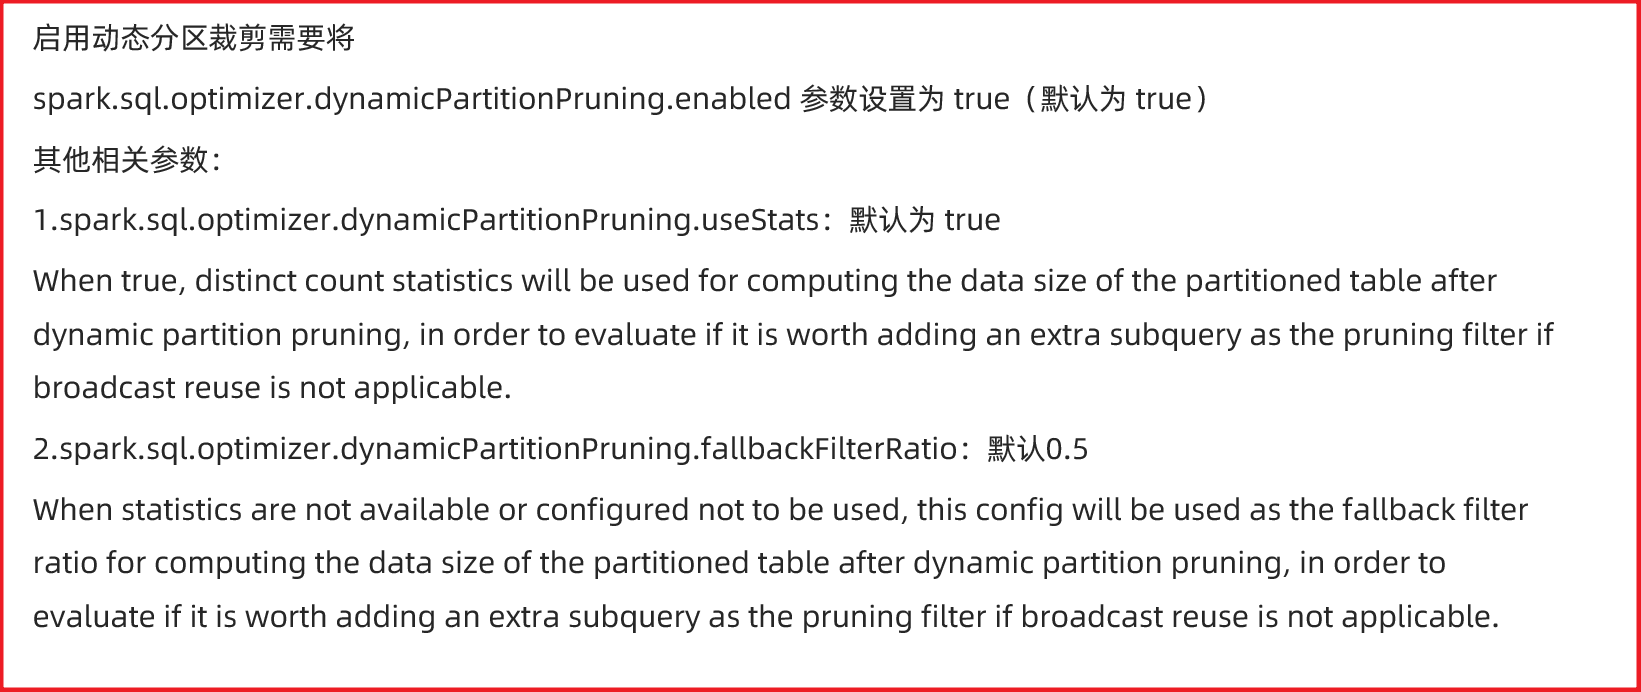 启用动态分区裁剪需要将
spark.sql.optimizer.dynamicPartitionPruning.enabled 参数设置为 true（默认为 true）
其他相关参数：
1.spark.sql.optimizer.dynamicPartitionPruning.useStats：默认为 true
When true, distinct count statistics will be used for computing the data size of the partitioned table after
dynamic partition pruning, in order to evaluate if it is worth adding an extra subquery as the pruning filter if
broadcast reuse is not applicable.
2.spark.sql.optimizer.dynamicPartitionPruning.fallbackFilterRatio：默认0.5
When statistics are not available or configured not to be used, this config will be used as the fallback filter
ratio for computing the data size of the partitioned table after dynamic partition pruning, in order to
evaluate if it is worth adding an extra subquery as the pruning filter if broadcast reuse is not applicable.